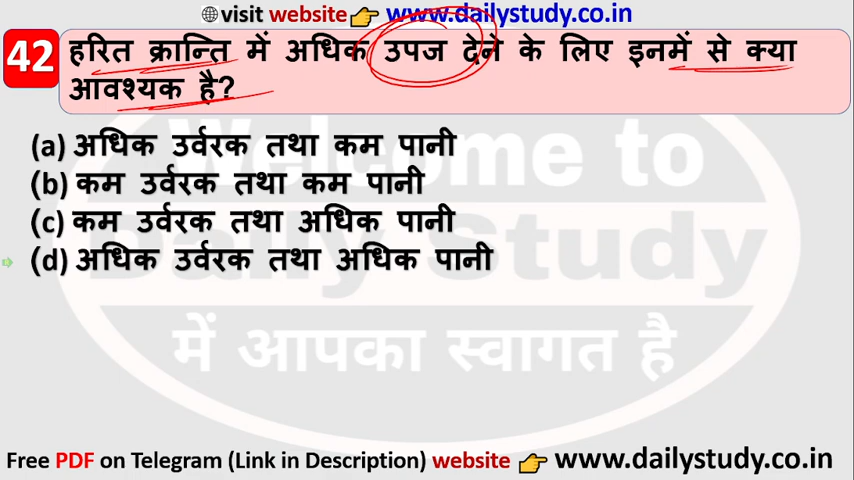 visit website 👉 www.dailystudy.co.in
42 हरित क्रान्ति में अधिक उपज देने के लिए इनमें से क्या
आवश्यक है?
(a) अधिक उर्वरक तथा कम पानी
(b) कम उर्वरक तथा कम पानी
(c) कम उर्वरक तथा अधिक पानी
(d) अधिक उर्वरक तथा अधिक पानी
Welcome to
Daily Study
में आपका स्वागत है
Free PDF on Telegram (Link in Description) website 👉 www.dailystudy.co.in